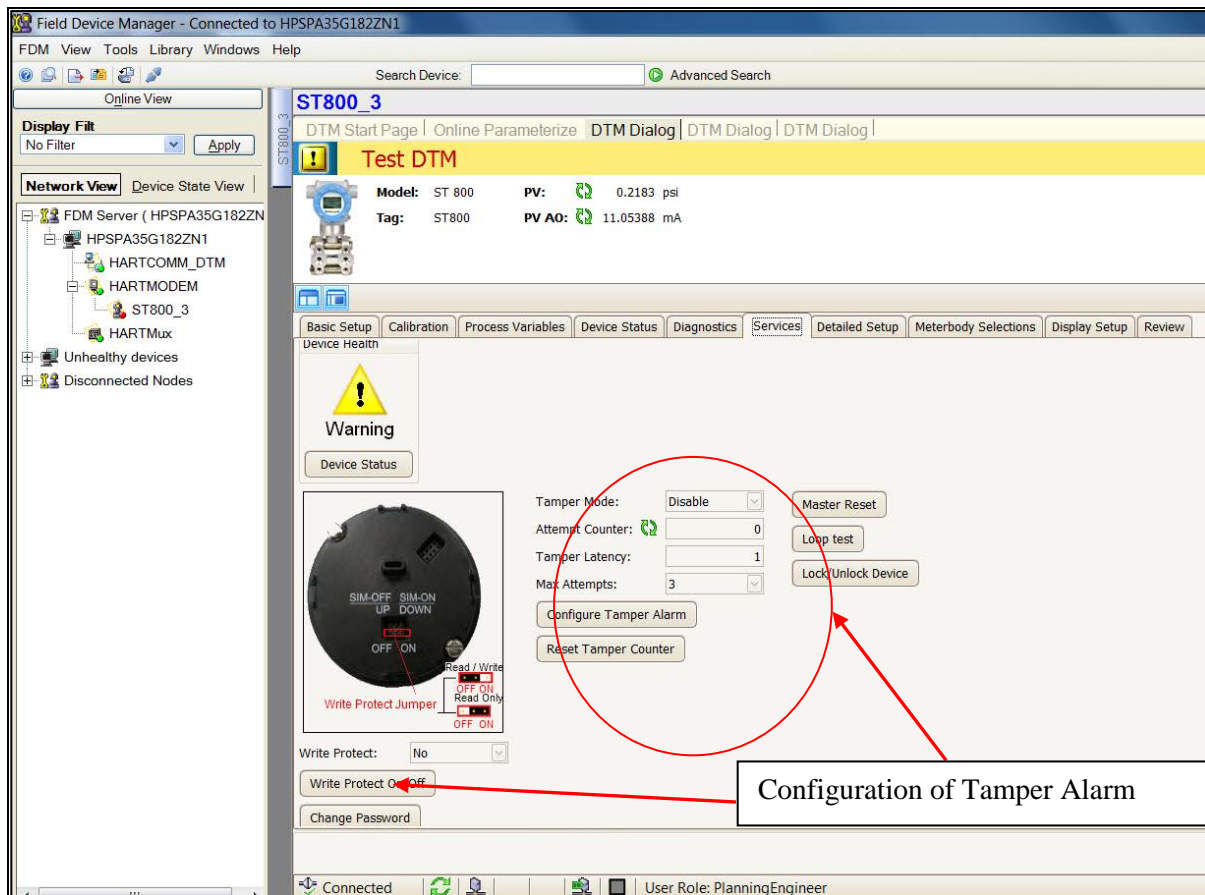 Field Device Manager - Connected to HPSPA35G182ZN1
FDM View Tools Library Windows Help
Search Device: Advanced Search
Online View
Display Filt
No Filter Apply
Network View Device State View
FDM Server ( HPSPA35G182ZN
HPSPA35G182ZN1
HARTCOMM_DTM
HARTMODEM
ST800_3
HARTMux
Unhealthy devices
Disconnected Nodes
ST800_3
ST800_3
DTM Start Page Online Parameterize DTM Dialog DTM Dialog DTM Dialog
Test DTM
Model: ST 800 PV: 0.2183 psi
Tag: ST800 PV AO: 11.05388 mA
Basic Setup Calibration Process Variables Device Status Diagnostics Services Detailed Setup Meterbody Selections Display Setup Review
Device Health
Warning
Device Status
SIM-OFF SIM-ON
UP DOWN
OFF ON
Read / Write
OFF ON
Read Only
OFF ON
Write Protect Jumper
Tamper Mode: Disable
Attempt Counter: 0
Tamper Latency: 1
Max Attempts: 3
Configure Tamper Alarm
Reset Tamper Counter
Master Reset
Loop test
Lock/Unlock Device
Write Protect: No
Write Protect On/Off
Change Password
Configuration of Tamper Alarm
Connected User Role: PlanningEngineer